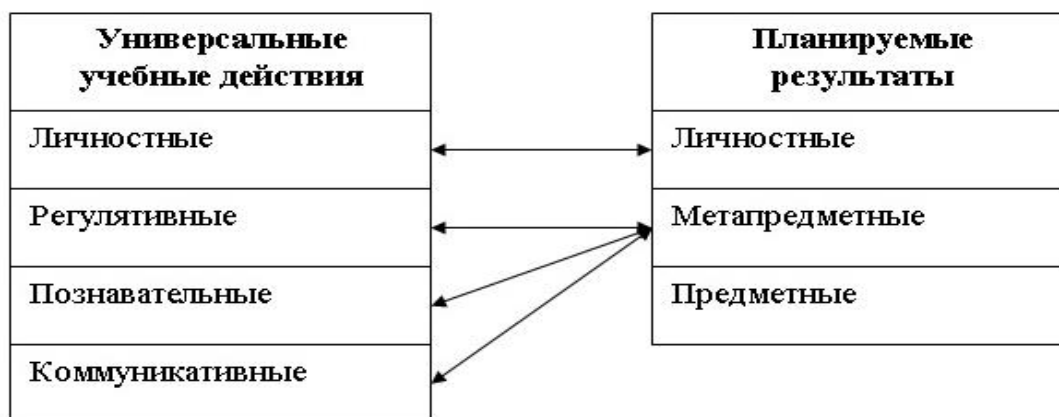 Универсальные
учебные действия
Личностные
Регулятивные
Познавательные
Коммуникативные
Планируемые
результаты
Личностные
Метапредметные
Предметные